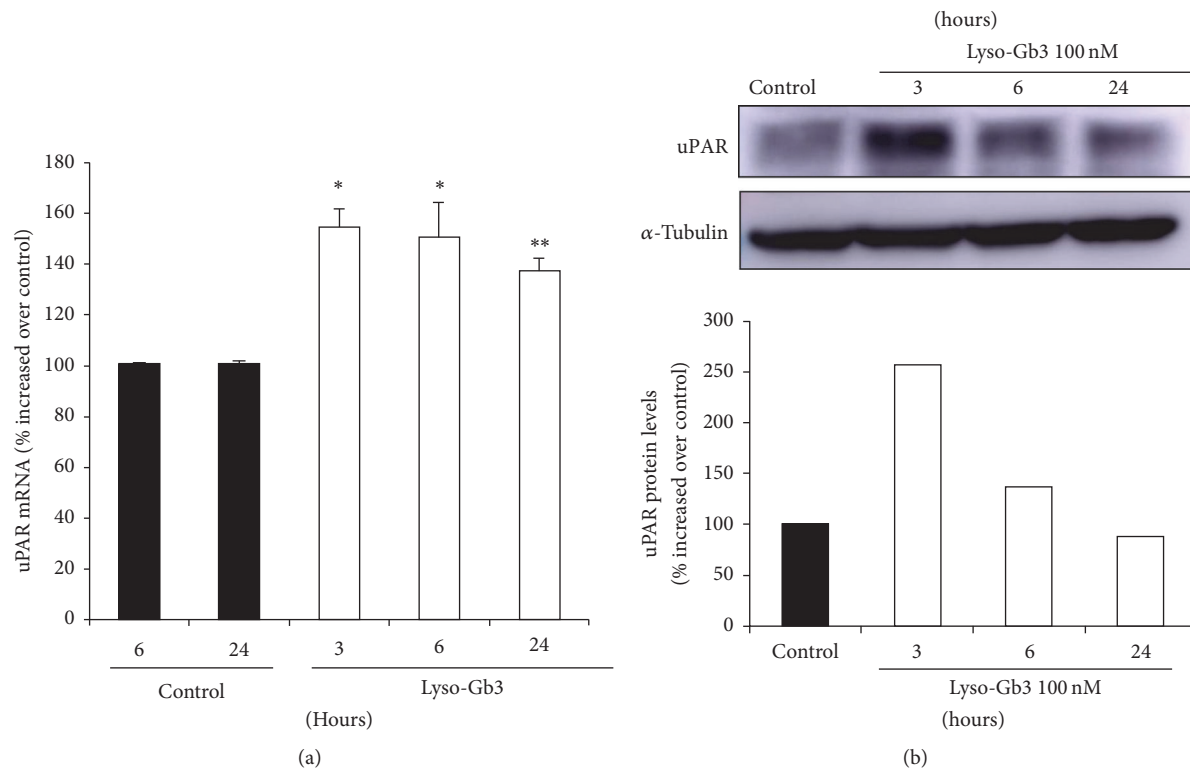 180
160
140
120
100
80
60
40
20
0
uPAR mRNA (% increased over control)
* * **
6 24 3 6 24
Control Lyso-Gb3
(Hours)
(a)
(hours)
Lyso-Gb3 100 nM
Control 3 6 24
uPAR
α-Tubulin
300
250
200
150
100
50
0
uPAR protein levels
(% increased over control)
Control 3 6 24
Lyso-Gb3 100 nM
(hours)
(b)